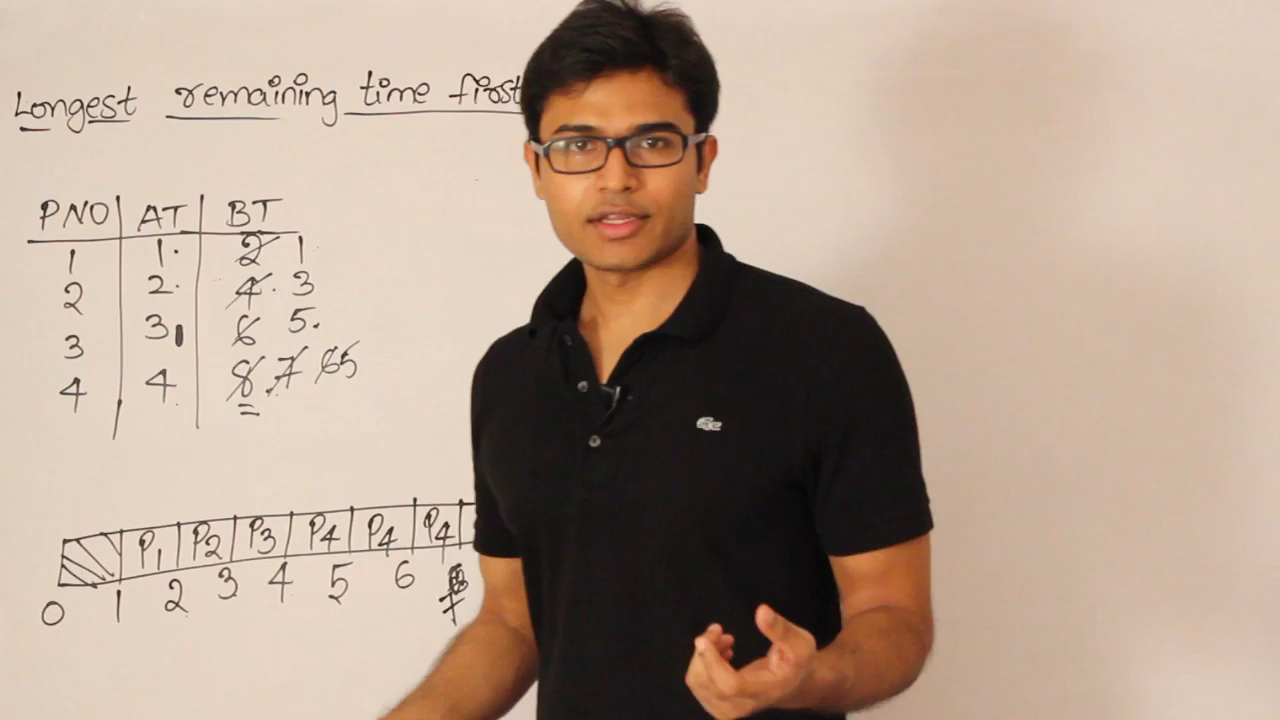 Longest remaining time first
PNO AT BT
1 1 2 1
2 2 4 3
3 3 6 5
4 4 8 7 6 5
P1 P2 P3 P4 P4 P4
0 1 2 3 4 5 6 7